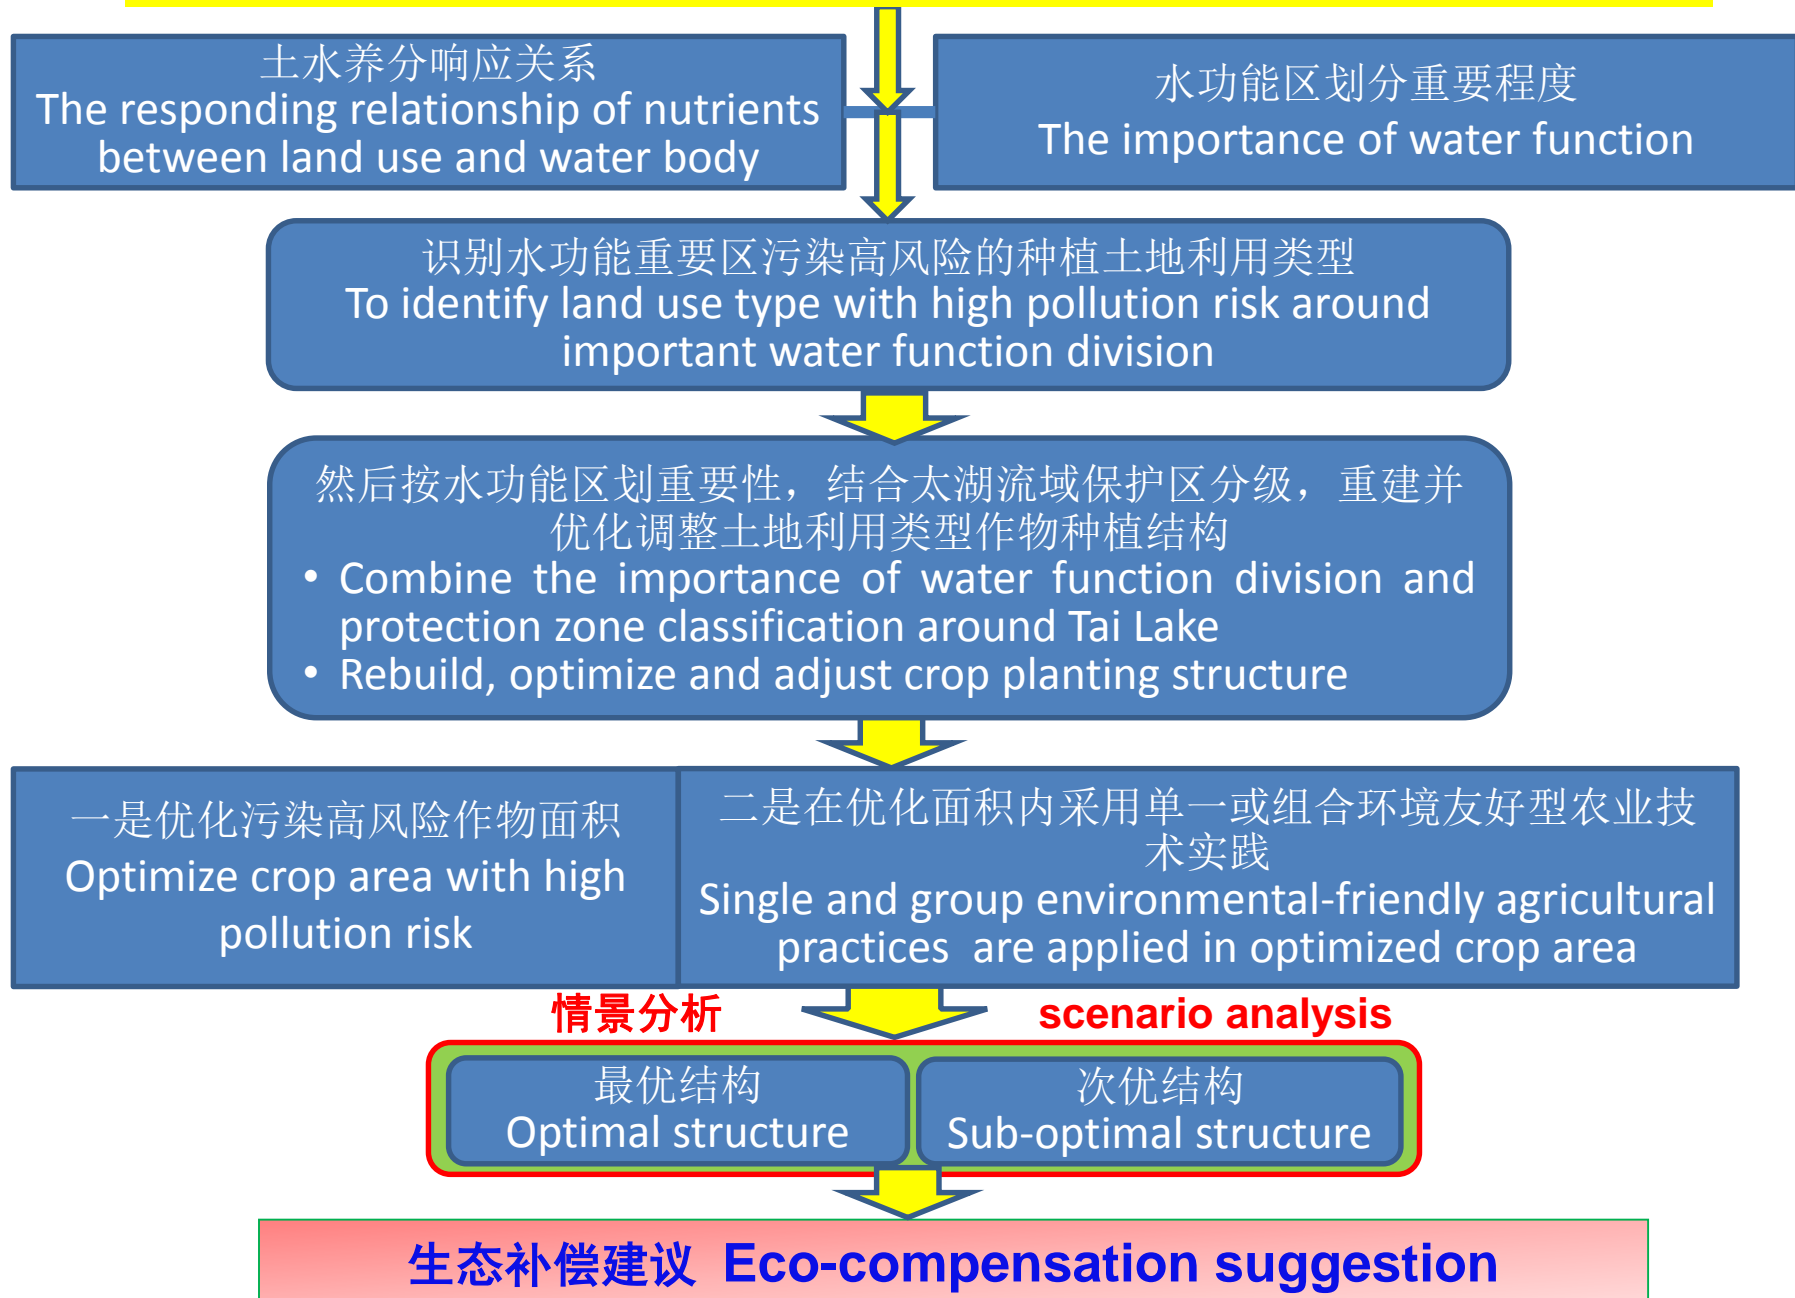 土水养分响应关系
The responding relationship of nutrients
between land use and water body
水功能区划分重要程度
The importance of water function
识别水功能重要区污染高风险的种植土地利用类型
To identify land use type with high pollution risk around
important water function division
然后按水功能区划重要性，结合太湖流域保护区分级，重建并
优化调整土地利用类型作物种植结构
• Combine the importance of water function division and
protection zone classification around Tai Lake
• Rebuild, optimize and adjust crop planting structure
一是优化污染高风险作物面积
Optimize crop area with high
pollution risk
二是在优化面积内采用单一或组合环境友好型农业技
术实践
Single and group environmental-friendly agricultural
practices are applied in optimized crop area
情景分析 scenario analysis
最优结构
Optimal structure
次优结构
Sub-optimal structure
生态补偿建议 Eco-compensation suggestion